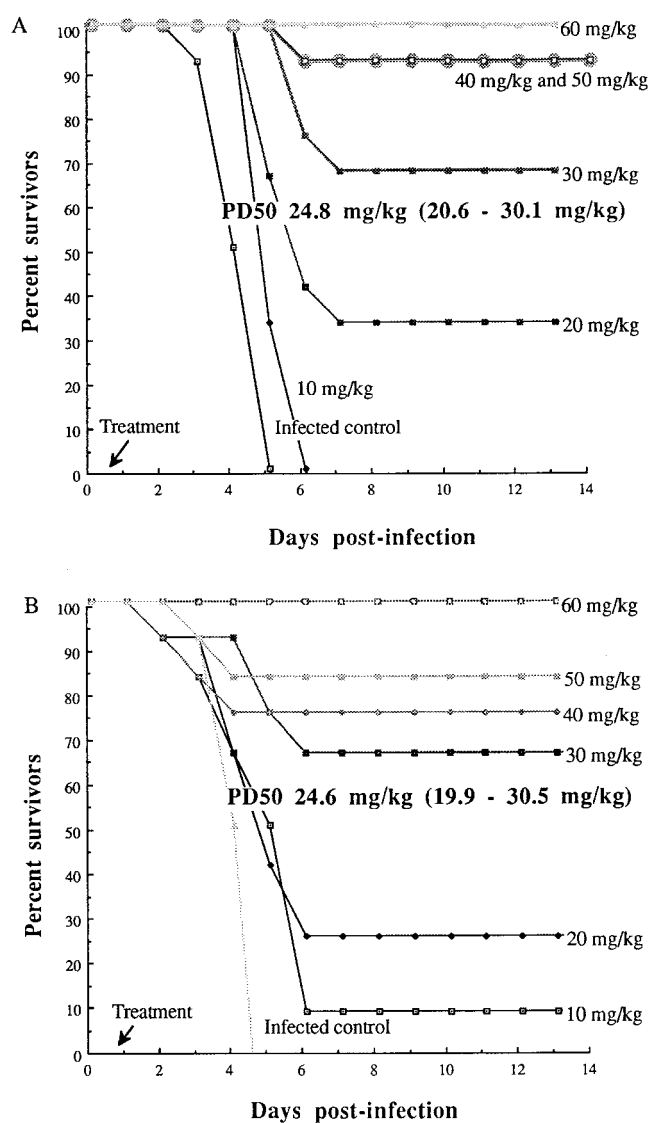 A
100
90
80
70
60
50
40
30
20
10
0
Percent survivors
60 mg/kg
40 mg/kg and 50 mg/kg
30 mg/kg
PD50 24.8 mg/kg (20.6 - 30.1 mg/kg)
20 mg/kg
10 mg/kg
Infected control
Treatment
0 2 4 6 8 10 12 14
Days post-infection
B
100
90
80
70
60
50
40
30
20
10
0
Percent survivors
60 mg/kg
50 mg/kg
40 mg/kg
30 mg/kg
PD50 24.6 mg/kg (19.9 - 30.5 mg/kg)
20 mg/kg
10 mg/kg
Treatment
Infected control
0 2 4 6 8 10 12 14
Days post-infection